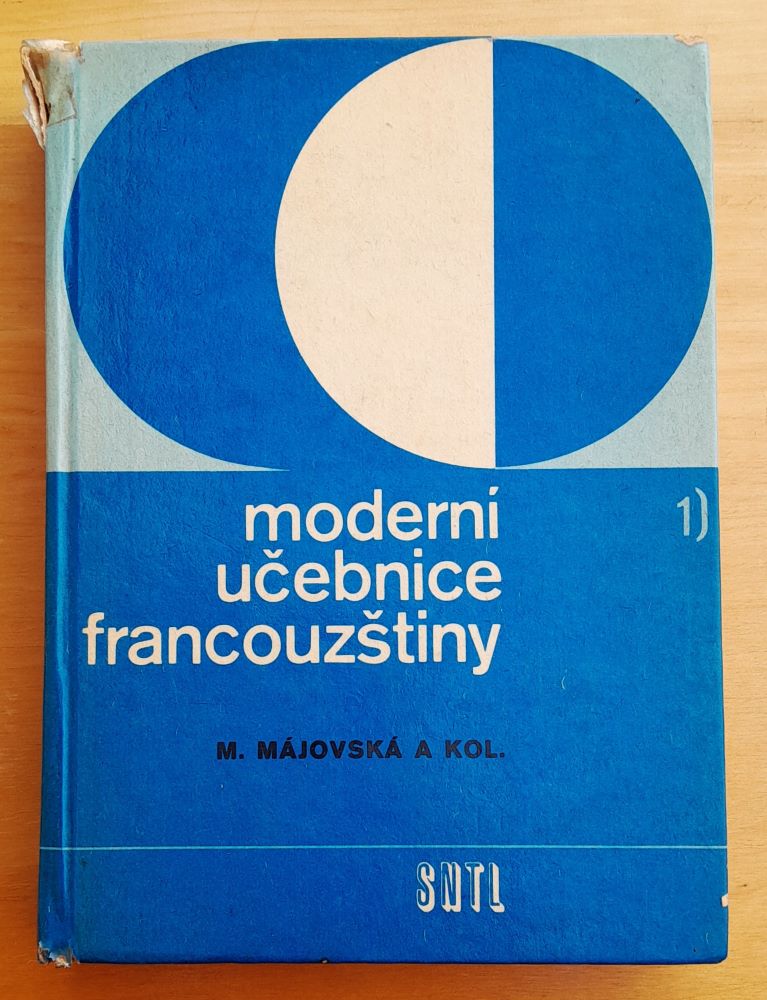 moderní
učebnice
francouzštiny
1)
M. MÁJOVSKÁ A KOL.
SNTL